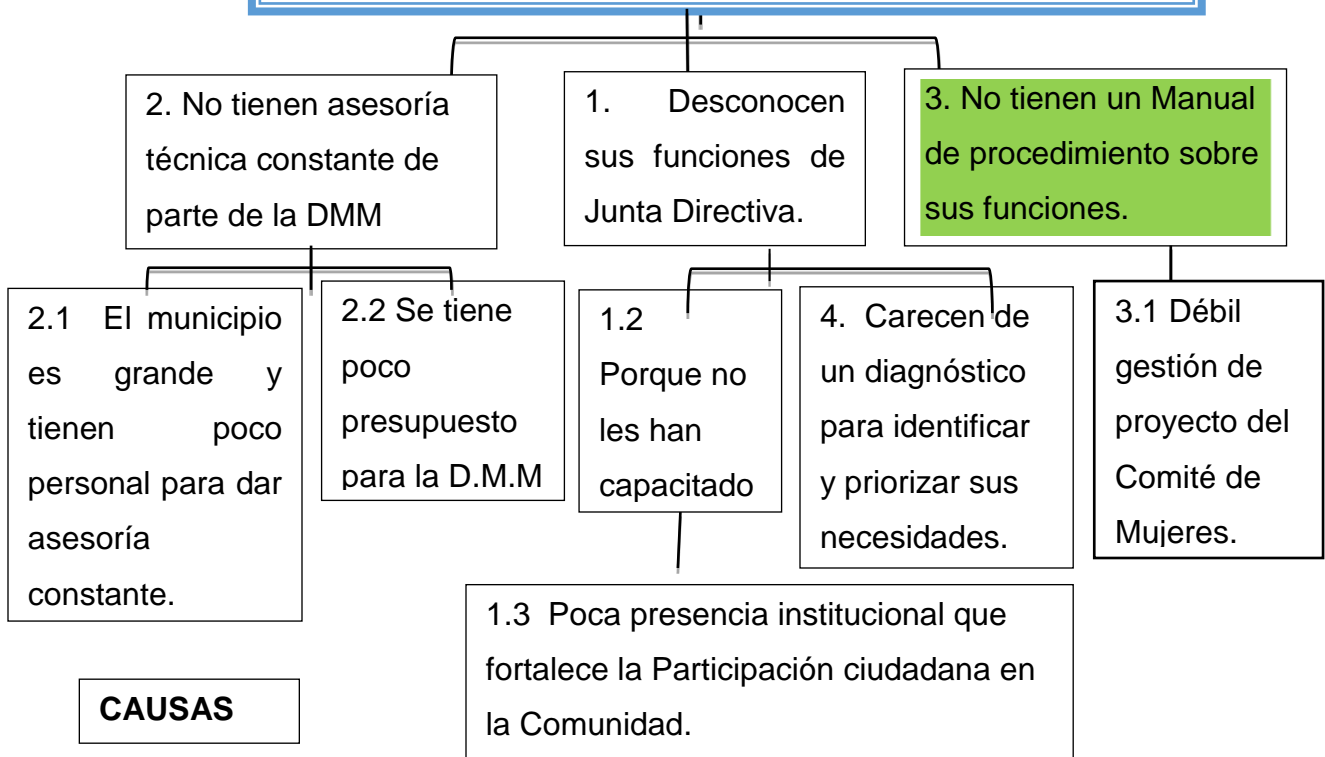 2. No tienen asesoría
técnica constante de
parte de la DMM
1. Desconocen
sus funciones de
Junta Directiva.
3. No tienen un Manual
de procedimiento sobre
sus funciones.
2.1 El municipio
es grande y
tienen poco
personal para dar
asesoría
constante.
2.2 Se tiene
poco
presupuesto
para la D.M.M
1.2
Porque no
les han
capacitado
4. Carecen de
un diagnóstico
para identificar
y priorizar sus
necesidades.
3.1 Débil
gestión de
proyecto del
Comité de
Mujeres.
1.3 Poca presencia institucional que
fortalece la Participación ciudadana en
la Comunidad.
CAUSAS